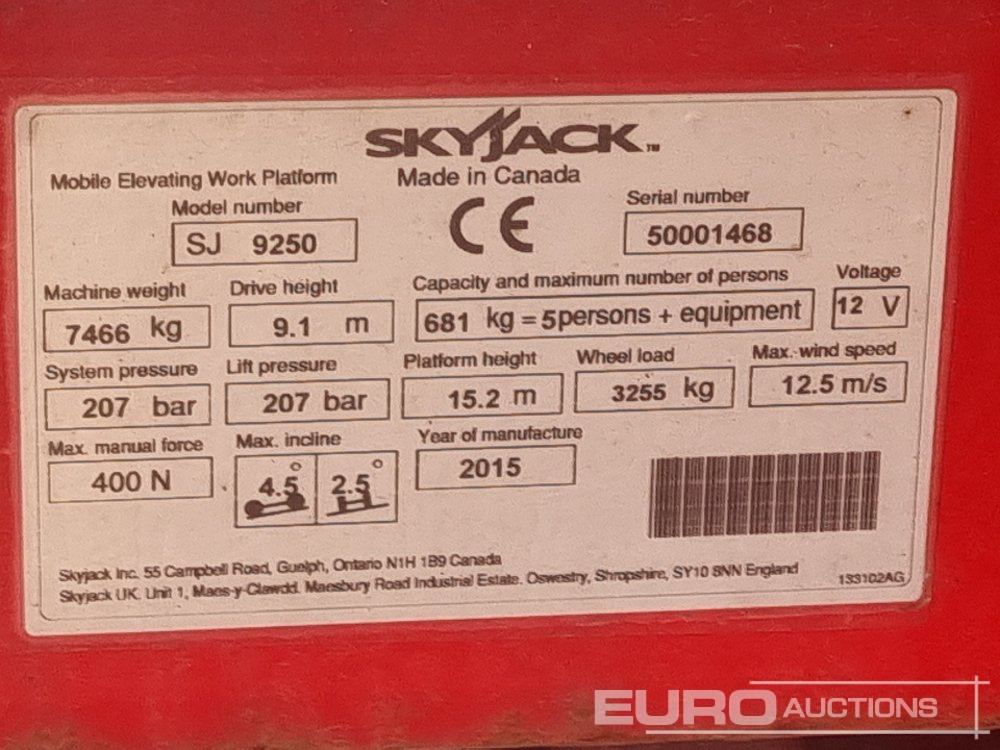 SKYJACK™
Mobile Elevating Work Platform
Made in Canada
Model number
SJ 9250
CE
Serial number
50001468
Machine weight
7466 kg
Drive height
9.1 m
Capacity and maximum number of persons
681 kg = 5persons + equipment
Voltage
12 V
System pressure
207 bar
Lift pressure
207 bar
Platform height
15.2 m
Wheel load
3255 kg
Max. wind speed
12.5 m/s
Max. manual force
400 N
Max. incline
4.5° 2.5°
Year of manufacture
2015
Skyjack Inc. 55 Campbell Road, Guelph, Ontario N1H 1B9 Canada
Skyjack UK. Unit 1, Maes-y-Clawdd. Maesbury Road Industrial Estate. Oswestry, Shropshire, SY10 8NN England
133102AG
EURO AUCTIONS